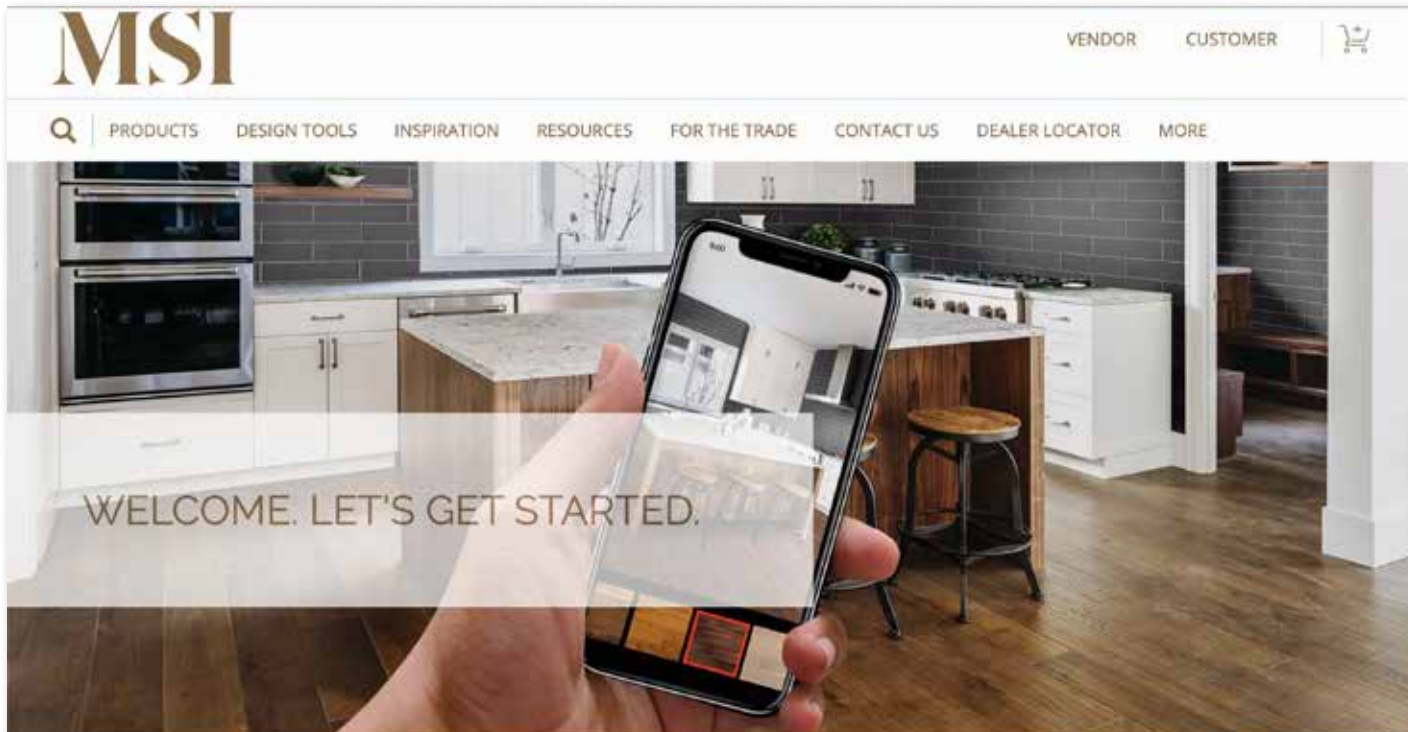 MSI
VENDOR CUSTOMER
PRODUCTS DESIGN TOOLS INSPIRATION RESOURCES FOR THE TRADE CONTACT US DEALER LOCATOR MORE
WELCOME. LET'S GET STARTED.